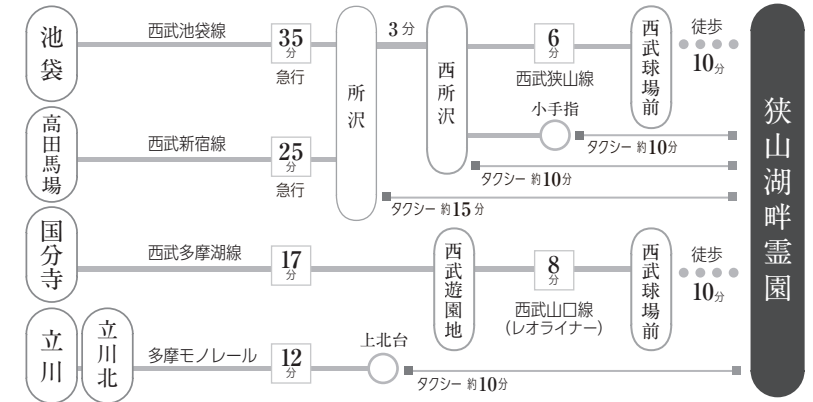 池袋
西武池袋線
35分
急行
所沢
3分
西所沢
6分
西武狭山線
西武球場前
徒歩
10分
小手指
タクシー 約10分
高田馬場
西武新宿線
25分
急行
タクシー 約10分
タクシー 約15分
国分寺
西武多摩湖線
17分
西武遊園地
8分
西武山口線
(レオライナー)
西武球場前
徒歩
10分
立川
立川北
多摩モノレール
12分
上北台
タクシー 約10分
狭山湖畔霊園